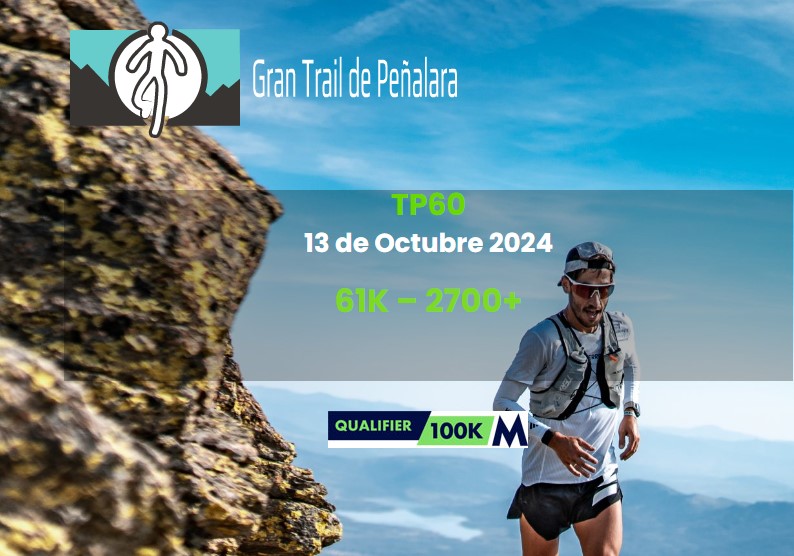 Gran Trail de Peñalara
TP60
13 de Octubre 2024
61K – 2700+
QUALIFIER 100K M